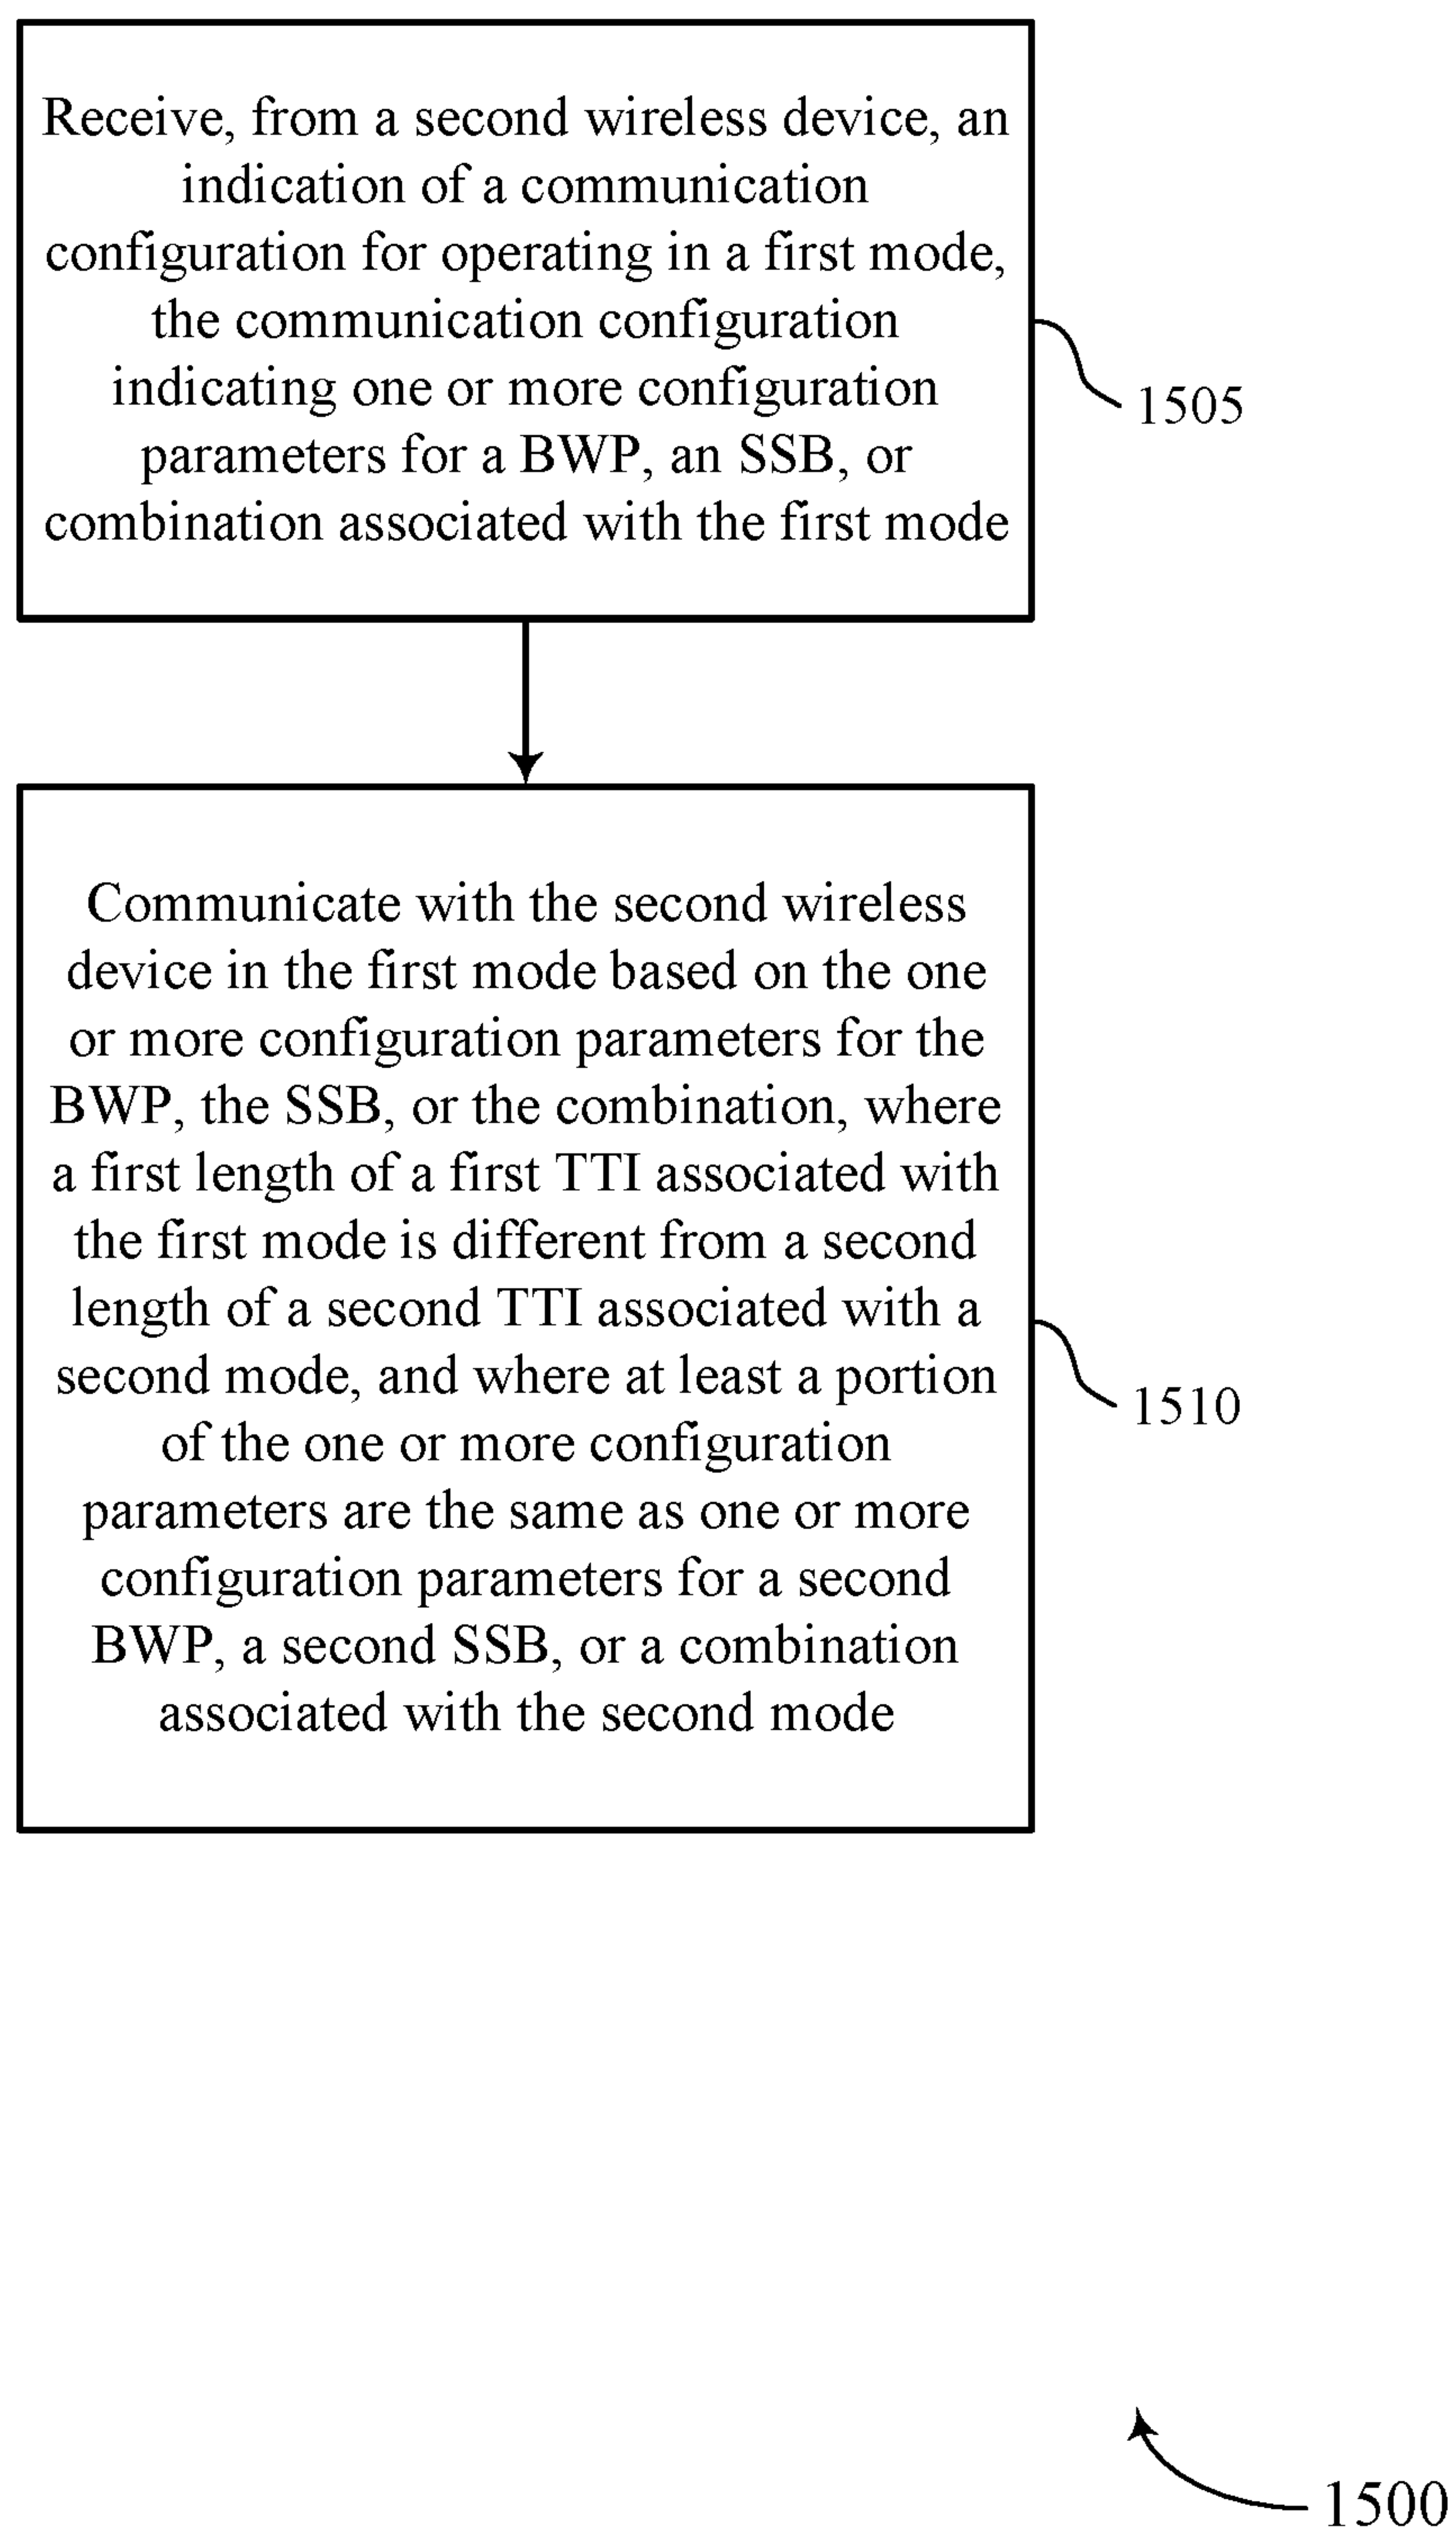 Receive, from a second wireless device, an
indication of a communication
configuration for operating in a first mode,
the communication configuration
indicating one or more configuration
parameters for a BWP, an SSB, or
combination associated with the first mode
1505
Communicate with the second wireless
device in the first mode based on the one
or more configuration parameters for the
BWP, the SSB, or the combination, where
a first length of a first TTI associated with
the first mode is different from a second
length of a second TTI associated with a
second mode, and where at least a portion
of the one or more configuration
parameters are the same as one or more
configuration parameters for a second
BWP, a second SSB, or a combination
associated with the second mode
1510
1500